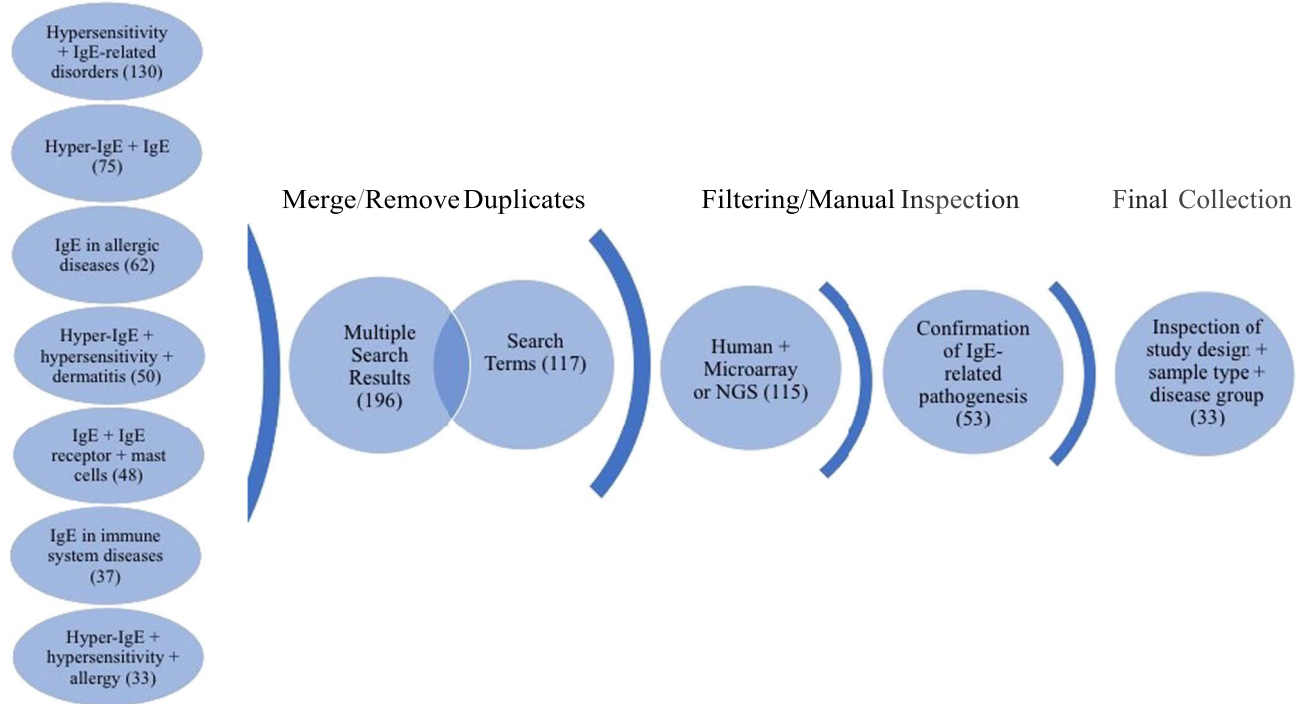 Hypersensitivity
+ IgE-related
disorders (130)
Hyper-IgE + IgE
(75)
IgE in allergic
diseases (62)
Hyper-IgE +
hypersensitivity +
dermatitis (50)
IgE + IgE
receptor + mast
cells (48)
IgE in immune
system diseases
(37)
Hyper-IgE +
hypersensitivity +
allergy (33)
Merge/Remove Duplicates
Multiple
Search
Results
(196)
Search
Terms (117)
Filtering/Manual Inspection
Human +
Microarray
or NGS (115)
Confirmation
of IgE-
related
pathogenesis
(53)
Final Collection
Inspection of
study design +
sample type +
disease group
(33)